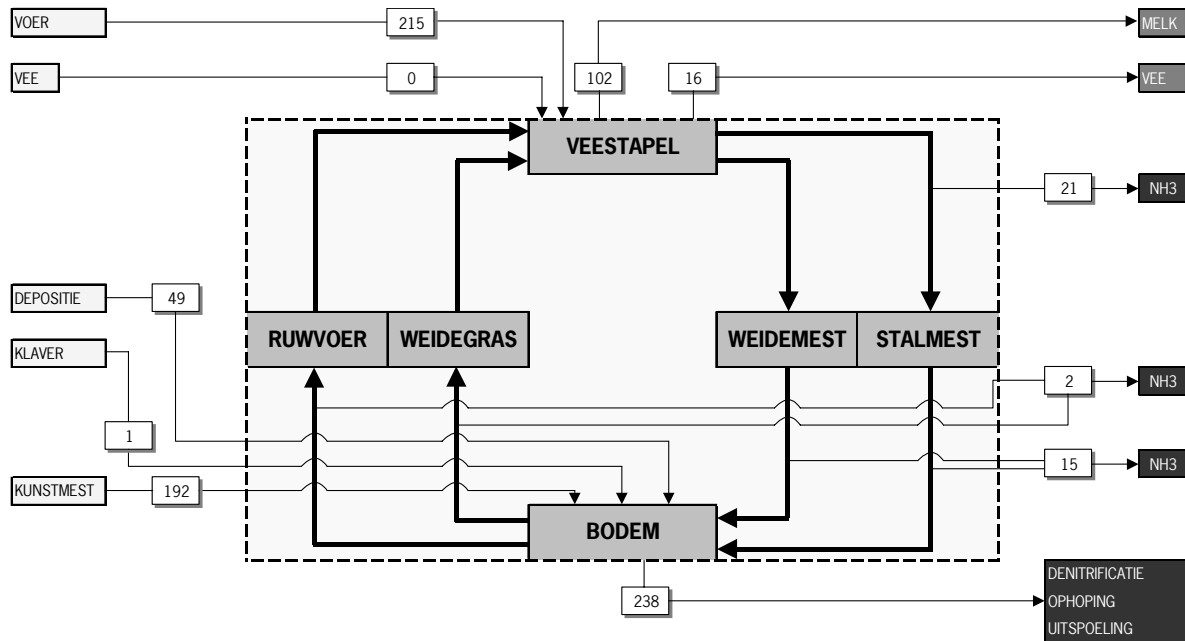 VOER 215 MELK
VEE 0 102 16 VEE
VEESTAPEL
21 NH3
DEPOSITIE 49
RUWVOER WEIDEGRAS WEIDEMEST STALMEST
KLAVER
2 NH3
1
15 NH3
KUNSTMEST 192
BODEM
DENITRIFICATIE
238 OPHOPING
UITSPOELING